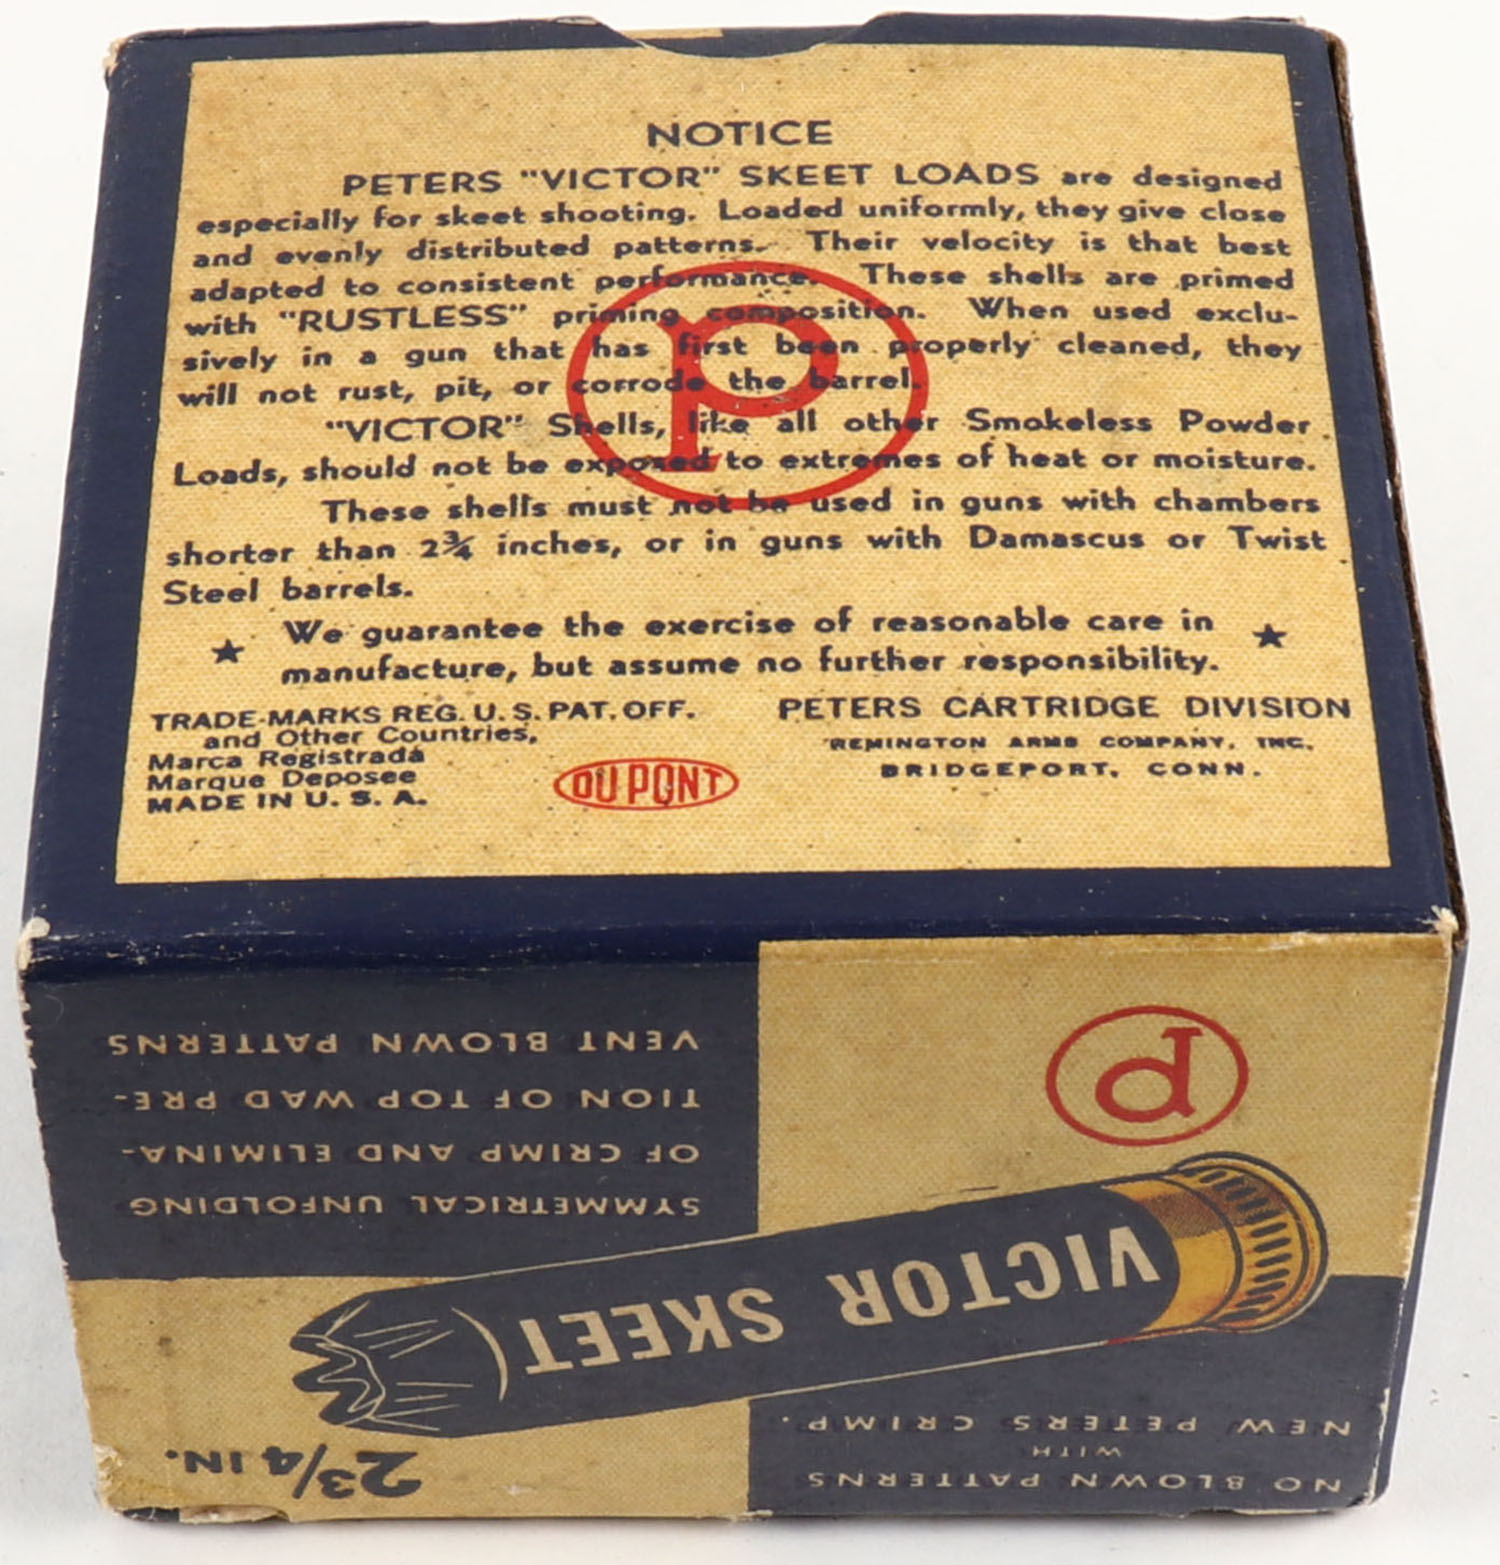 NOTICE
PETERS "VICTOR" SKEET LOADS are designed
especially for skeet shooting. Loaded uniformly, they give close
and evenly distributed patterns. Their velocity is that best
adapted to consistent performance. These shells are primed
with "RUSTLESS" priming composition. When used exclu-
sively in a gun that has first been properly cleaned, they
will not rust, pit, or corrode the barrel.
"VICTOR" Shells, like all other Smokeless Powder
Loads, should not be exposed to extremes of heat or moisture.
These shells must not be used in guns with chambers
shorter than 2¾ inches, or in guns with Damascus or Twist
Steel barrels.
★ We guarantee the exercise of reasonable care in ★
manufacture, but assume no further responsibility.
P
TRADE-MARKS REG. U. S. PAT. OFF.
and Other Countries,
Marca Registrada
Marque Deposee
MADE IN U. S. A.
DU PONT
PETERS CARTRIDGE DIVISION
REMINGTON ARMS COMPANY, INC.
BRIDGEPORT, CONN.
NO BLOWN PATTERNS
WITH
NEW PETERS CRIMP.
2 3/4 IN.
VICTOR SKEET
P
SYMMETRICAL UNFOLDING
OF CRIMP AND ELIMINA-
TION OF TOP WAD PRE-
VENT BLOWN PATTERNS